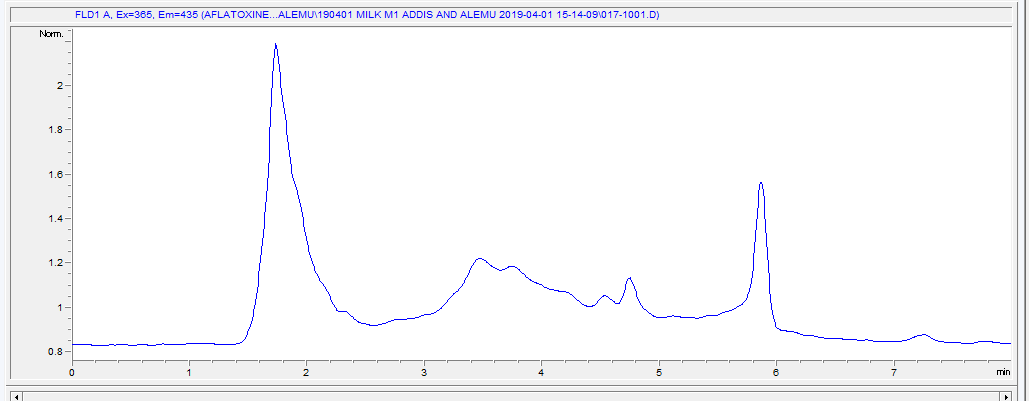 FLD1 A, Ex=365, Em=435 (AFLATOXINE...ALEMU\190401 MILK M1 ADDIS AND ALEMU 2019-04-01 15-14-09\017-1001.D)
Norm.
2
1.8
1.6
1.4
1.2
1
0.8
0 1 2 3 4 5 6 7 min